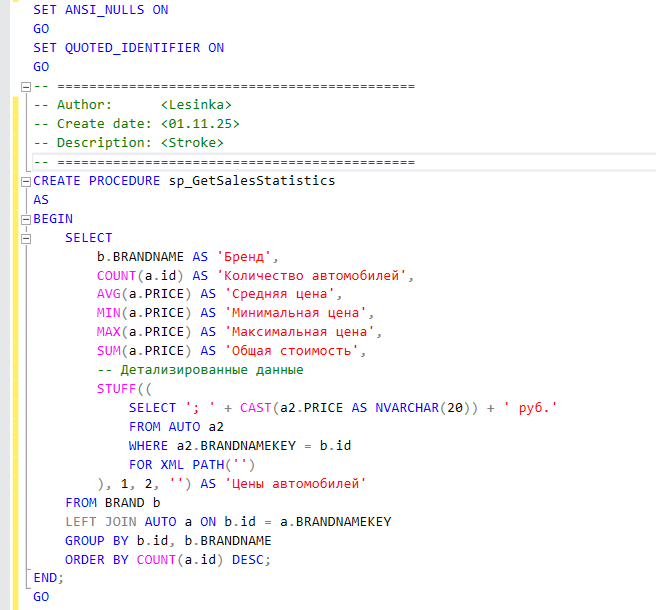 SET ANSI_NULLS ON
GO
SET QUOTED_IDENTIFIER ON
GO
-- =============================================
-- Author:      <Lesinka>
-- Create date: <01.11.25>
-- Description: <Stroke>
-- =============================================
CREATE PROCEDURE sp_GetSalesStatistics
AS
BEGIN
    SELECT
        b.BRANDNAME AS 'Бренд',
        COUNT(a.id) AS 'Количество автомобилей',
        AVG(a.PRICE) AS 'Средняя цена',
        MIN(a.PRICE) AS 'Минимальная цена',
        MAX(a.PRICE) AS 'Максимальная цена',
        SUM(a.PRICE) AS 'Общая стоимость',
        -- Детализированные данные
        STUFF((
            SELECT '; ' + CAST(a2.PRICE AS NVARCHAR(20)) + ' руб.'
            FROM AUTO a2
            WHERE a2.BRANDNAMEKEY = b.id
            FOR XML PATH('')
        ), 1, 2, '') AS 'Цены автомобилей'
    FROM BRAND b
    LEFT JOIN AUTO a ON b.id = a.BRANDNAMEKEY
    GROUP BY b.id, b.BRANDNAME
    ORDER BY COUNT(a.id) DESC;
END;
GO